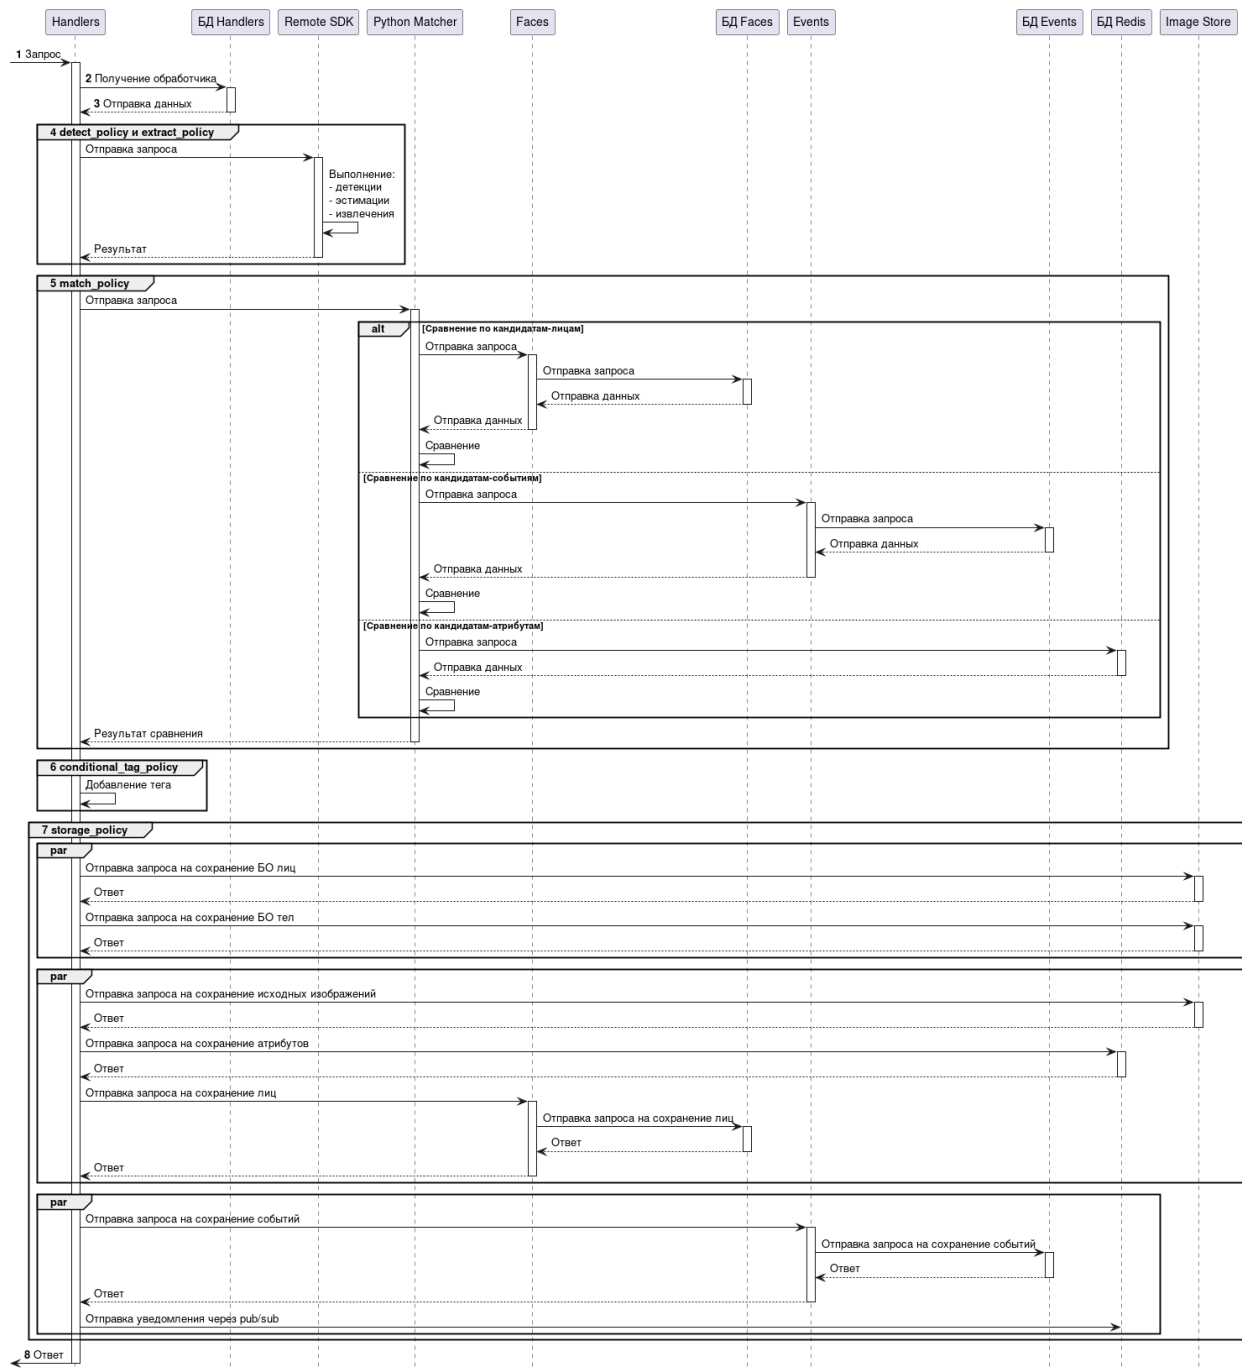 Handlers
БД Handlers
Remote SDK
Python Matcher
Faces
БД Faces
Events
БД Events
БД Redis
Image Store
1 Запрос
2 Получение обработчика
3 Отправка данных
4 detect_policy и extract_policy
Отправка запроса
Выполнение:
- детекции
- эстимации
- извлечения
Результат
5 match_policy
Отправка запроса
alt
[Сравнение по кандидатам-лицам]
Отправка запроса
Отправка запроса
Отправка данных
Отправка данных
Сравнение
[Сравнение по кандидатам-событиям]
Отправка запроса
Отправка запроса
Отправка данных
Отправка данных
Сравнение
[Сравнение по кандидатам-атрибутам]
Отправка запроса
Отправка данных
Сравнение
Результат сравнения
6 conditional_tag_policy
Добавление тега
7 storage_policy
par
Отправка запроса на сохранение БО лиц
Ответ
Отправка запроса на сохранение БО тел
Ответ
par
Отправка запроса на сохранение исходных изображений
Ответ
Отправка запроса на сохранение атрибутов
Ответ
Отправка запроса на сохранение лиц
Отправка запроса на сохранение лиц
Ответ
Ответ
par
Отправка запроса на сохранение событий
Отправка запроса на сохранение событий
Ответ
Ответ
Отправка уведомления через pub/sub
8 Ответ